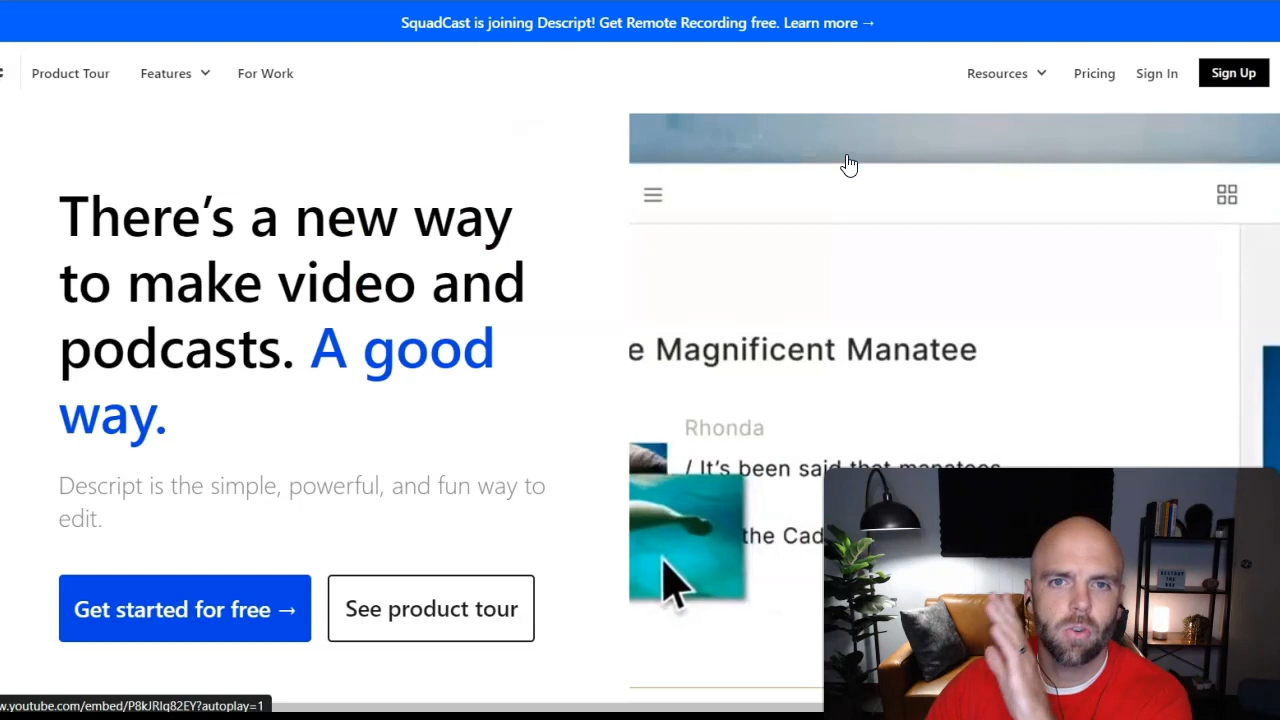 SquadCast is joining Descript! Get Remote Recording free. Learn more →
Product Tour
Features
For Work
Resources
Pricing
Sign In
Sign Up
There's a new way
to make video and
podcasts. A good
way.
Descript is the simple, powerful, and fun way to
edit.
Get started for free →
See product tour
e Magnificent Manatee
Rhonda
/ It's been said that manatees
the Cad
w.youtube.com/embed/P8kJRlq82EY?autoplay=1